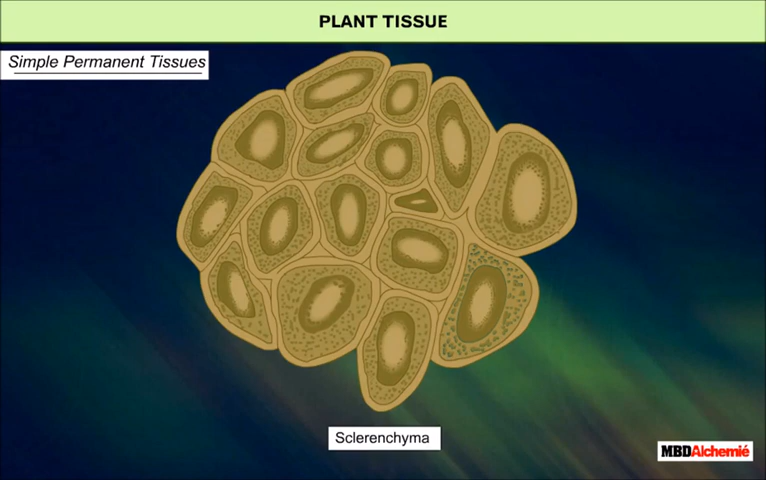 PLANT TISSUE
Simple Permanent Tissues
Sclerenchyma
MBDAlchemié